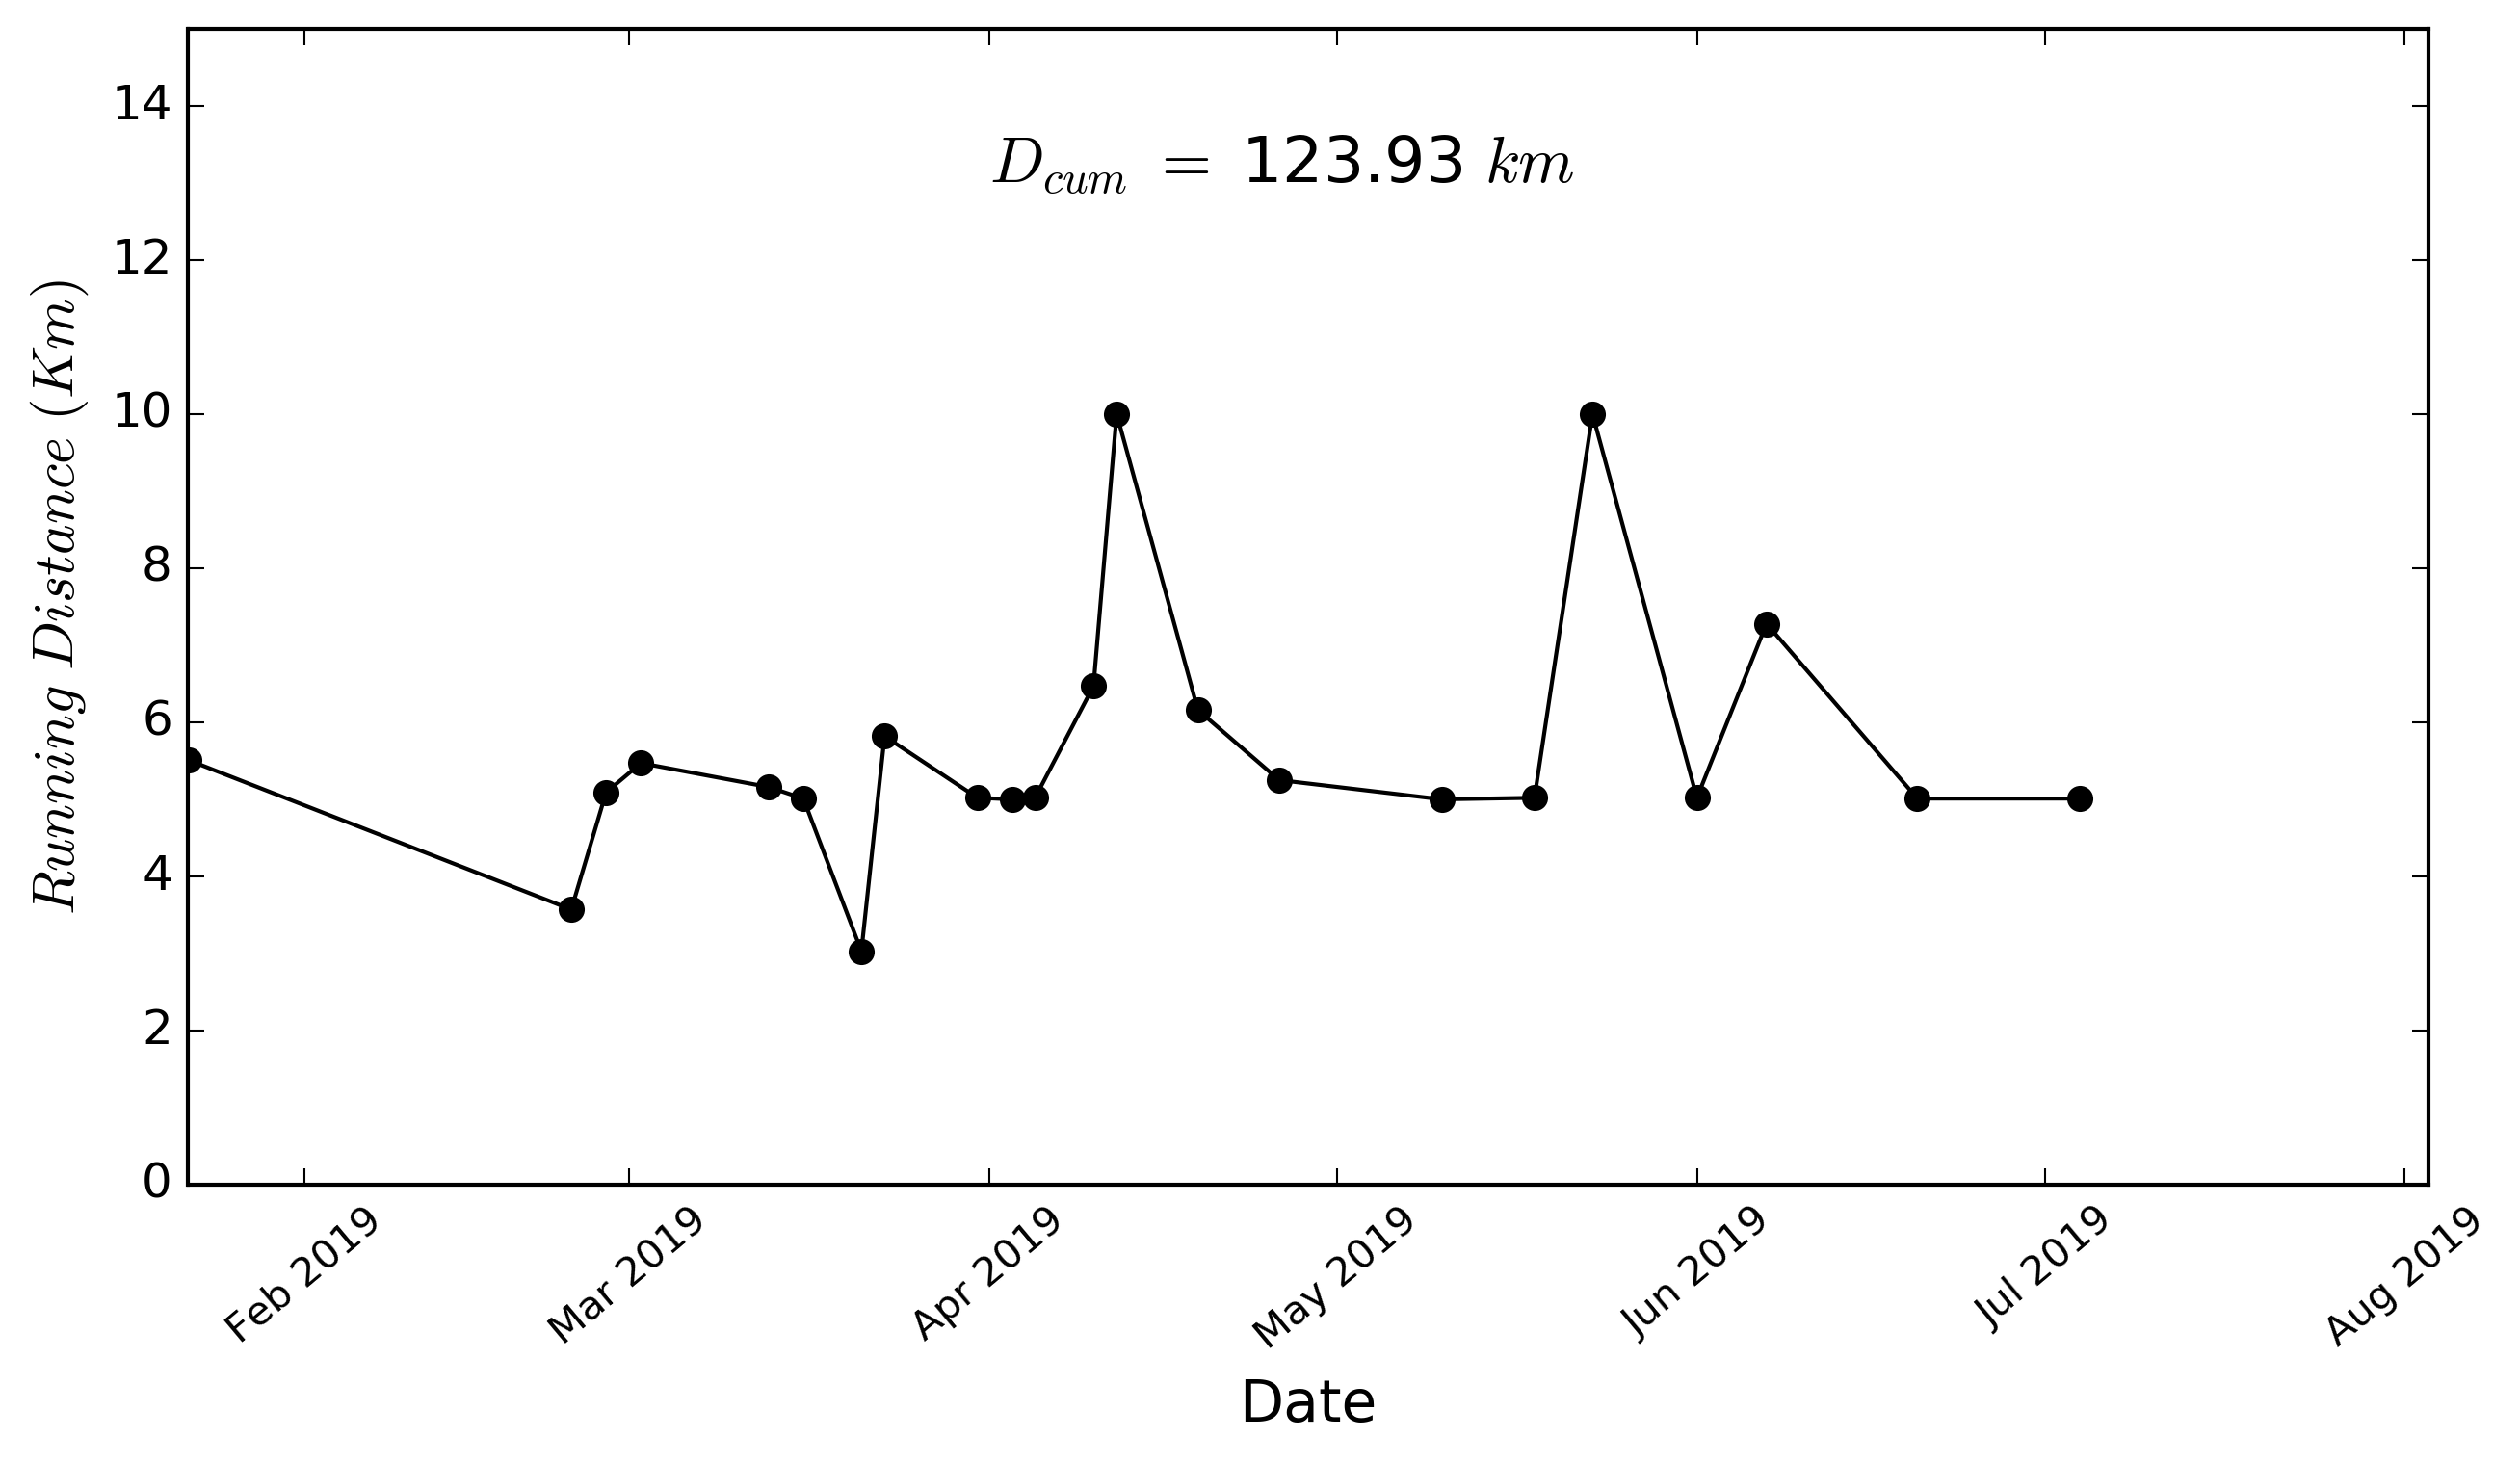 D_cum = 123.93 km
Running Distance (Km)
14
12
10
8
6
4
2
0
Feb 2019
Mar 2019
Apr 2019
May 2019
Jun 2019
Jul 2019
Aug 2019
Date